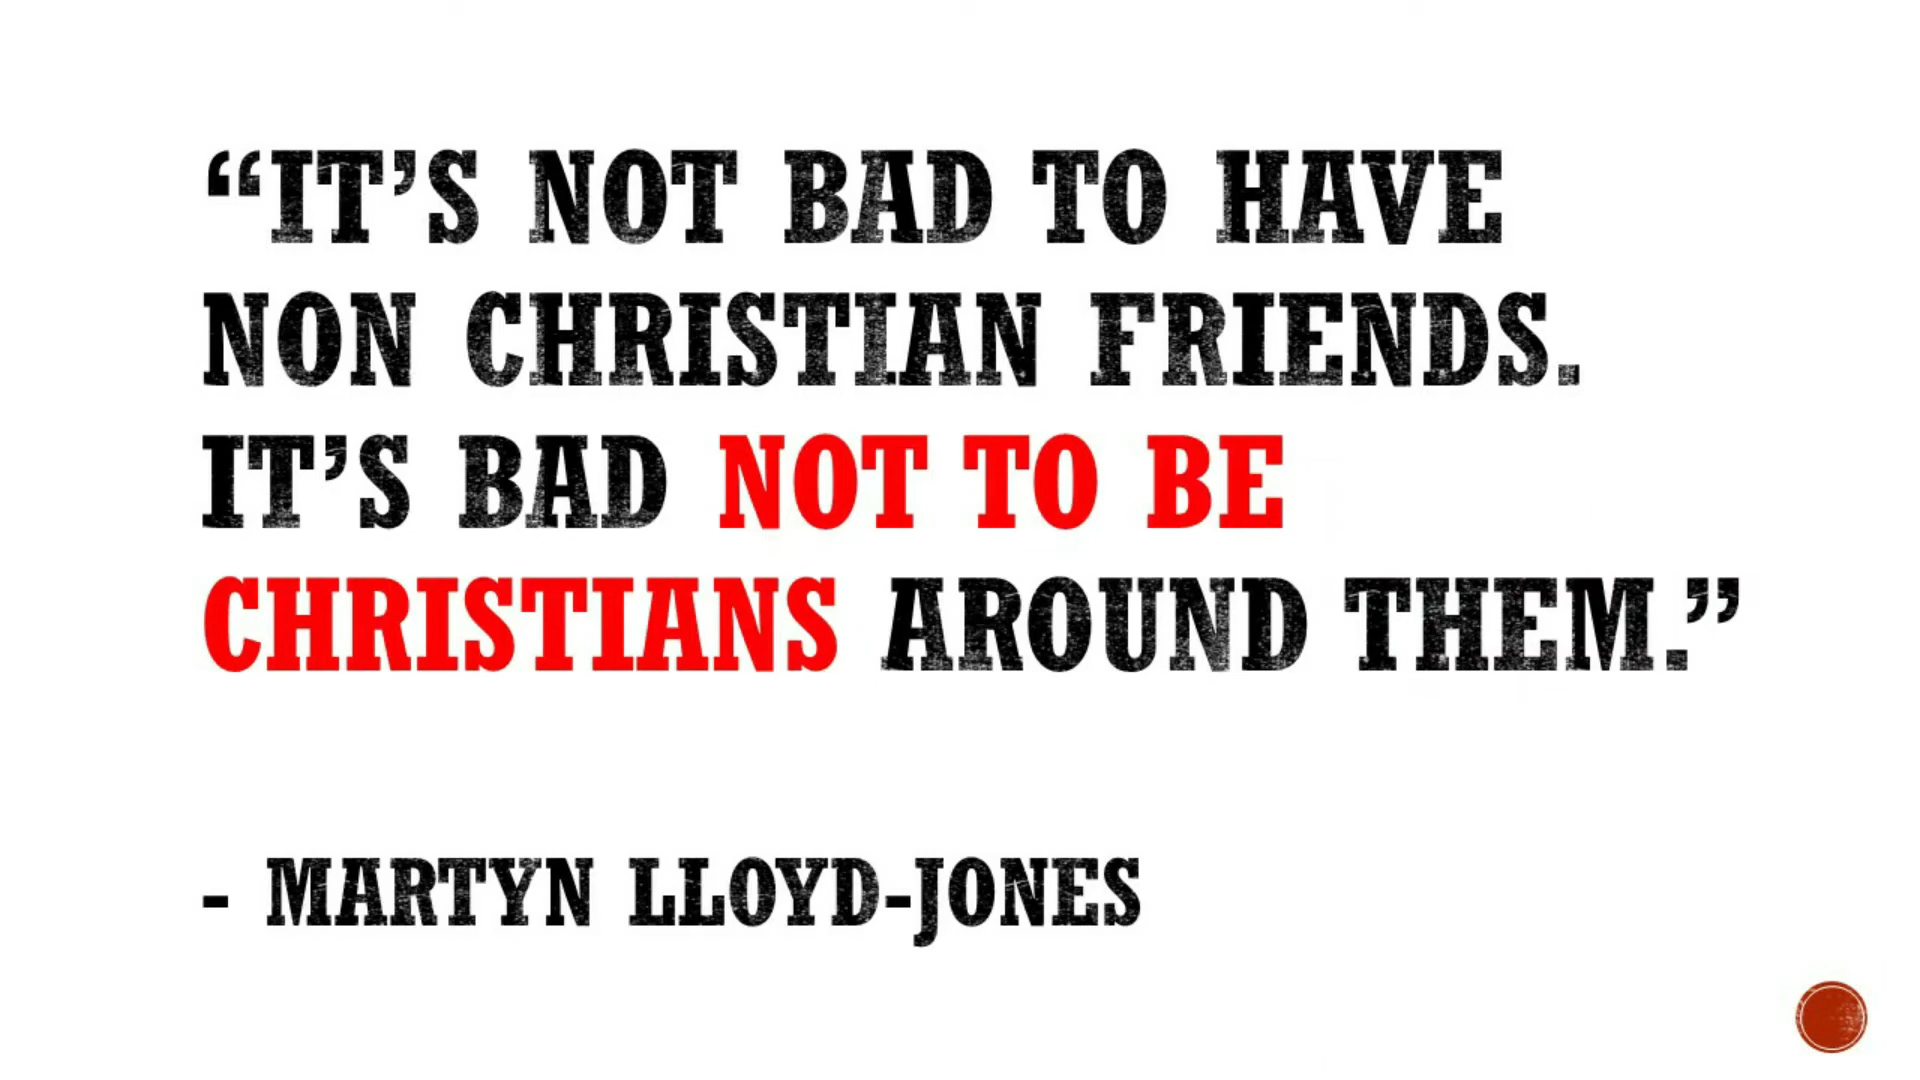 “IT’S NOT BAD TO HAVE
NON CHRISTIAN FRIENDS.
IT’S BAD NOT TO BE
CHRISTIANS AROUND THEM.”
- MARTYN LLOYD-JONES